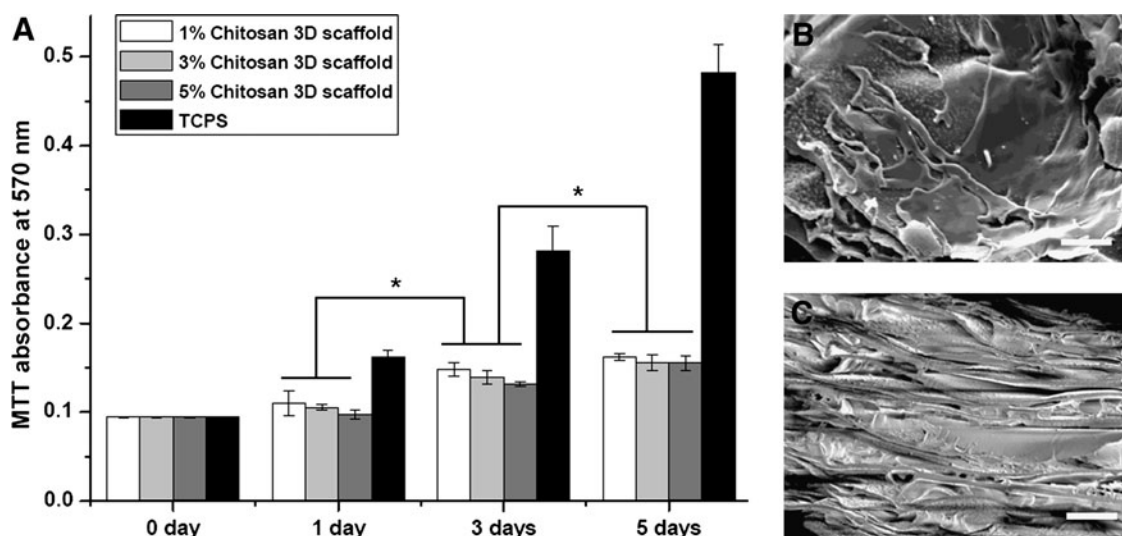 A
1% Chitosan 3D scaffold
3% Chitosan 3D scaffold
5% Chitosan 3D scaffold
TCPS
MTT absorbance at 570 nm
0.5
0.4
0.3
0.2
0.1
0.0
*
*
0 day
1 day
3 days
5 days
B
C